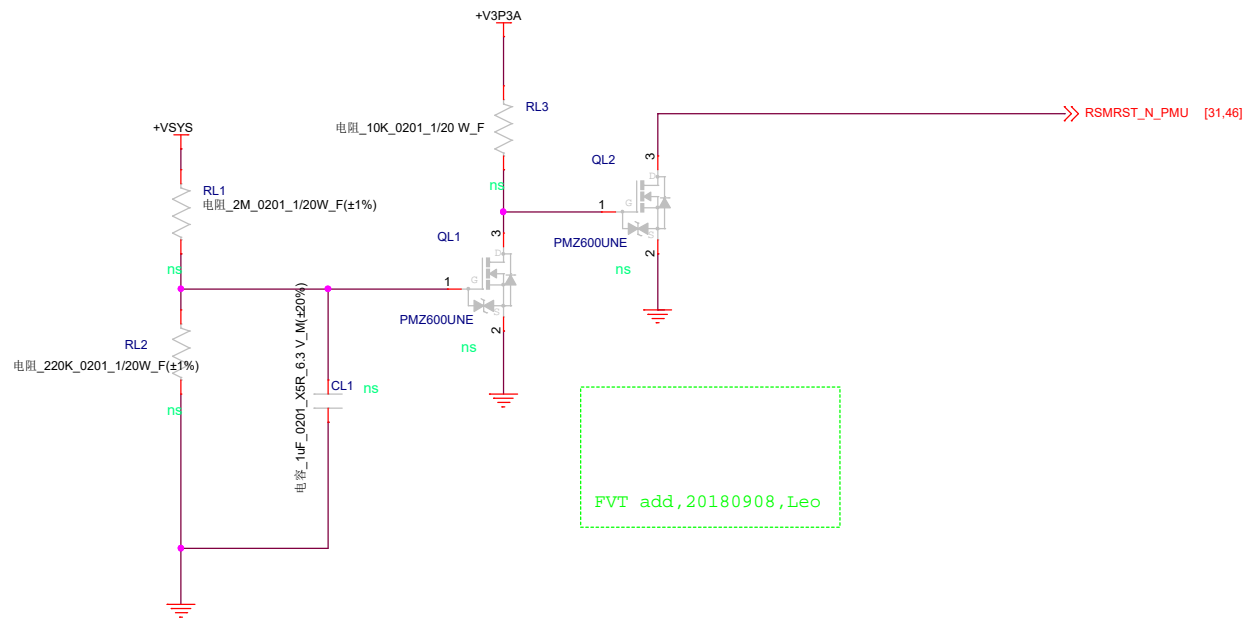 +V3P3A
RL3
电阻_10K_0201_1/20 W_F
ns
RSMRST_N_PMU [31,46]
+VSYS
RL1
电阻_2M_0201_1/20W_F(±1%)
ns
QL2
3
D
1
G
S
PMZ600UNE
2
ns
QL1
3
D
1
G
S
PMZ600UNE
2
ns
RL2
电阻_220K_0201_1/20W_F(±1%)
ns
CL1
ns
电容_1uF_0201_X5R_6.3 V_M(±20%)
FVT add,20180908,Leo